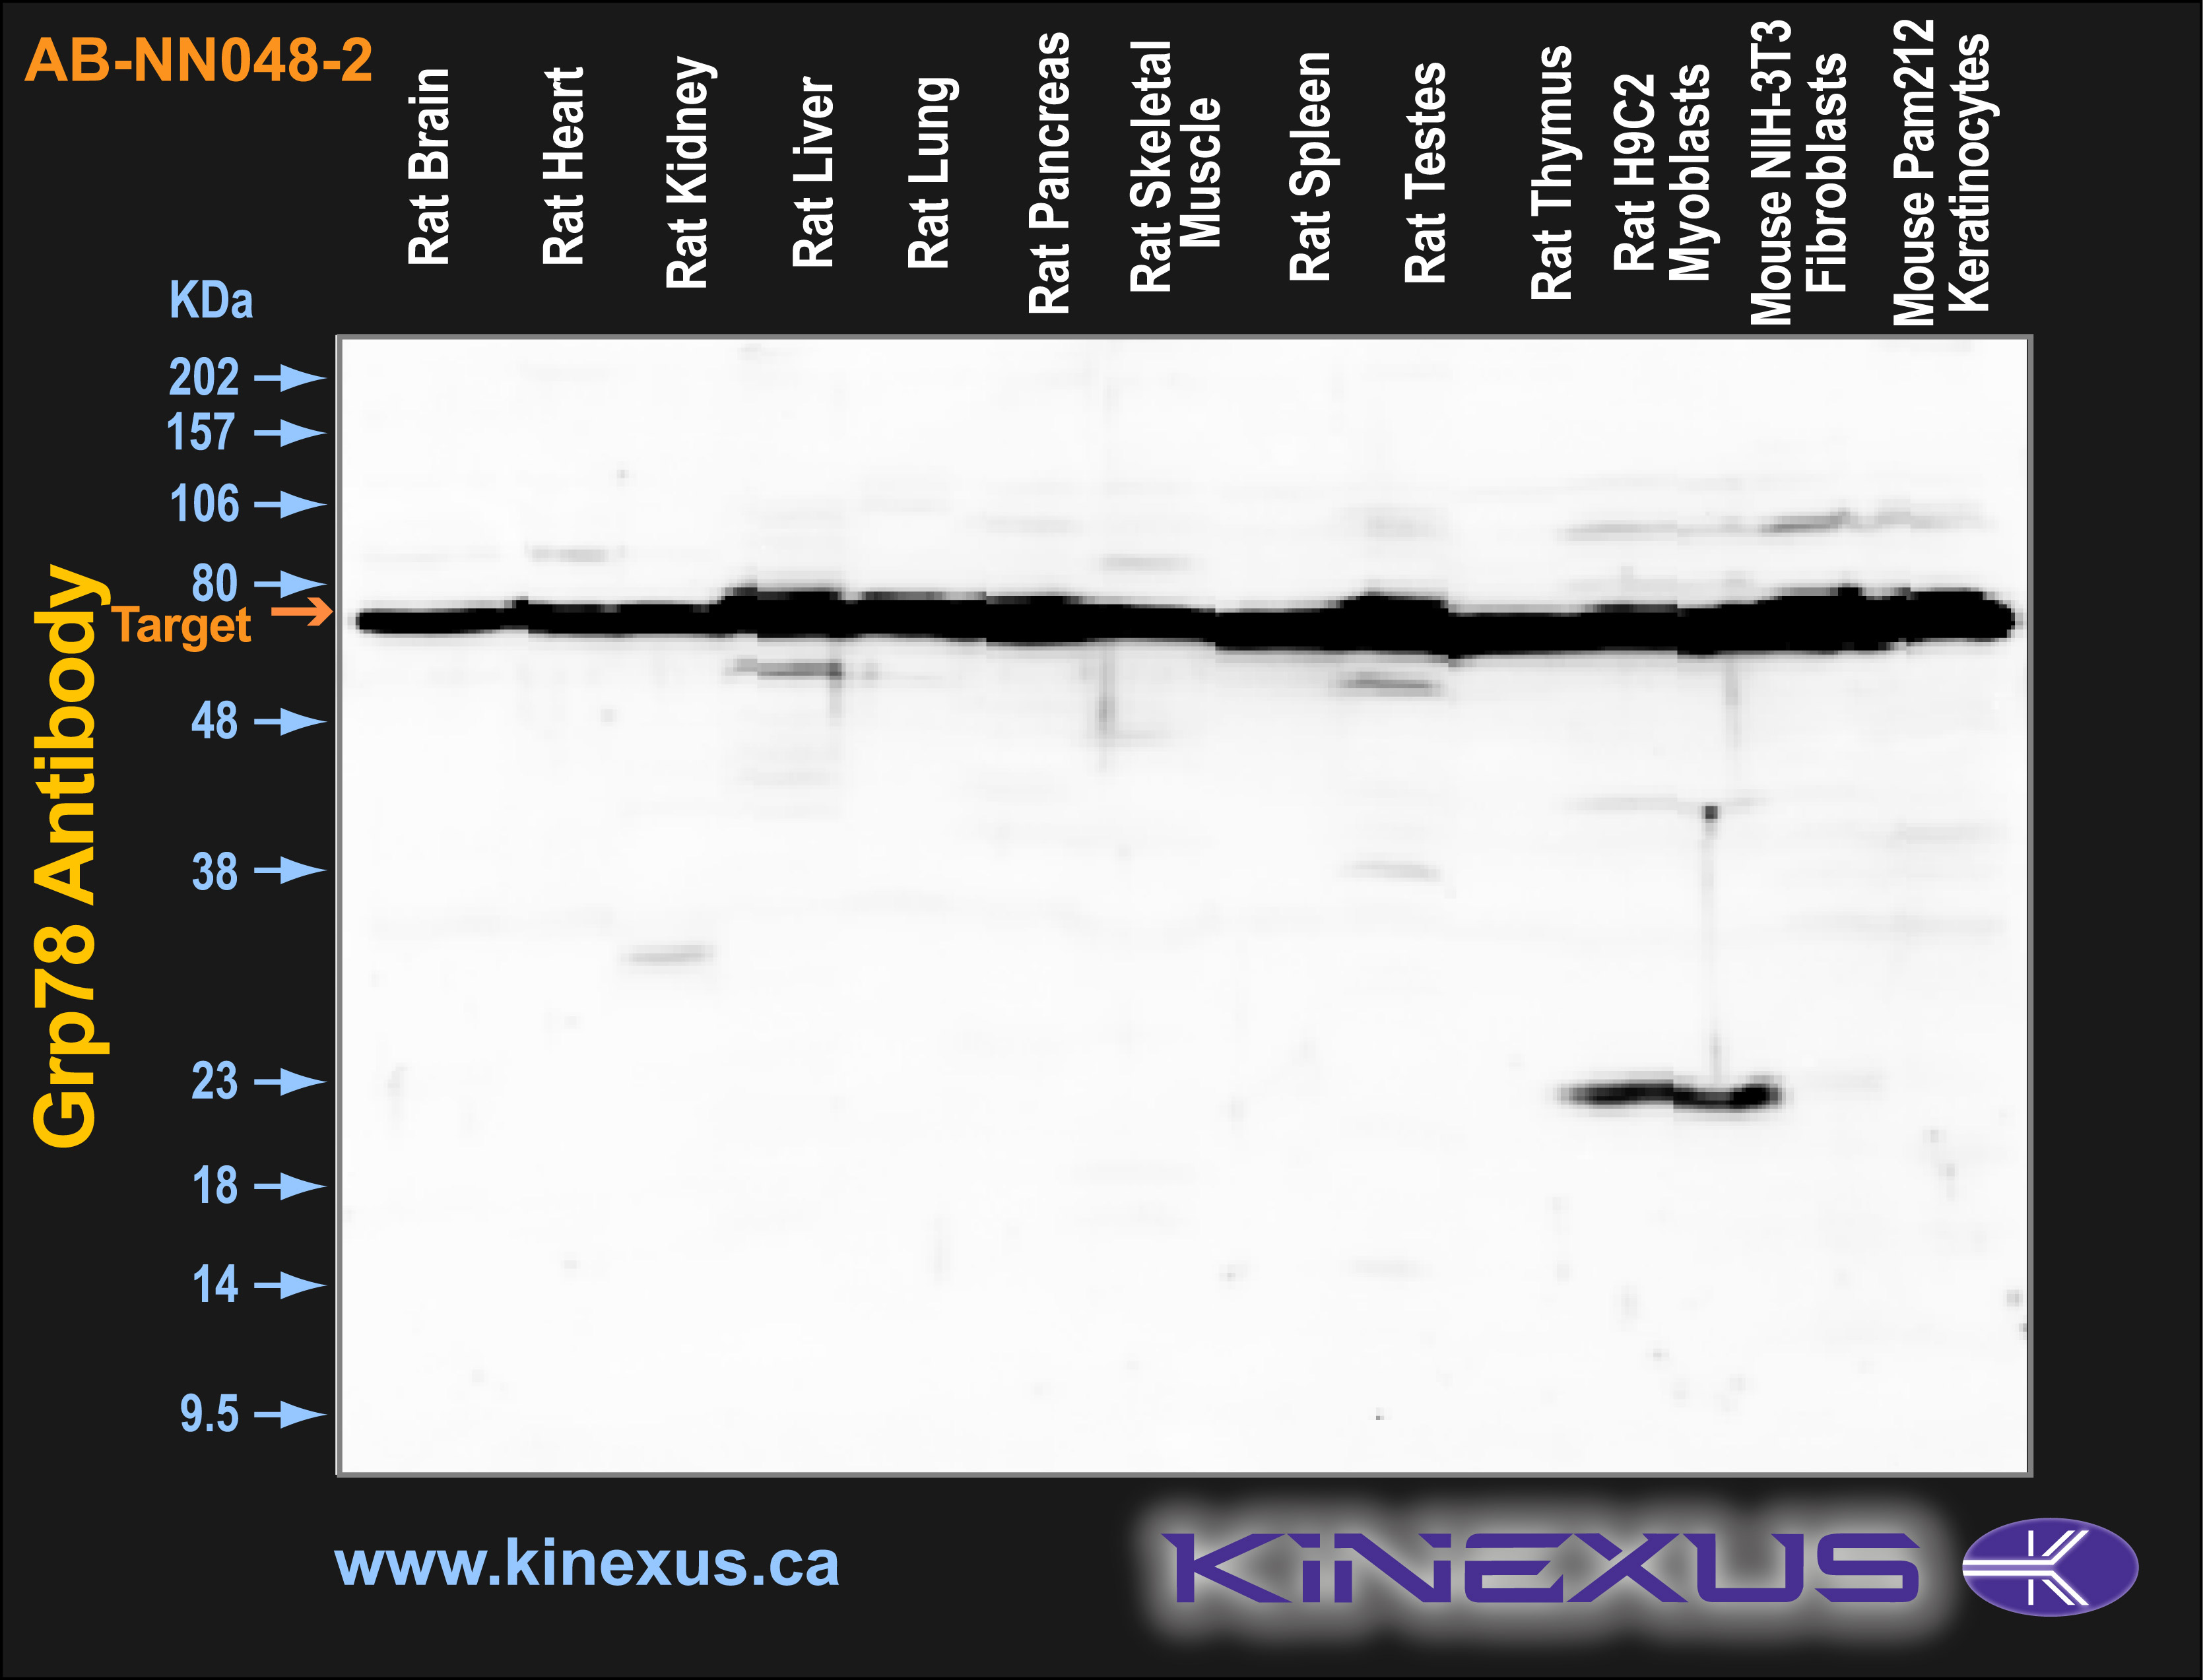 AB-NN048-2
Rat Brain
Rat Heart
Rat Kidney
Rat Liver
Rat Lung
Rat Pancreas
Rat Skeletal
Muscle
Rat Spleen
Rat Testes
Rat Thymus
Rat H9C2
Myoblasts
Mouse NIH-3T3
Fibroblasts
Mouse Pam212
Keratinocytes
KDa
202
157
106
80
Target
48
38
23
18
14
9.5
Grp78 Antibody
www.kinexus.ca
KiNEXUS